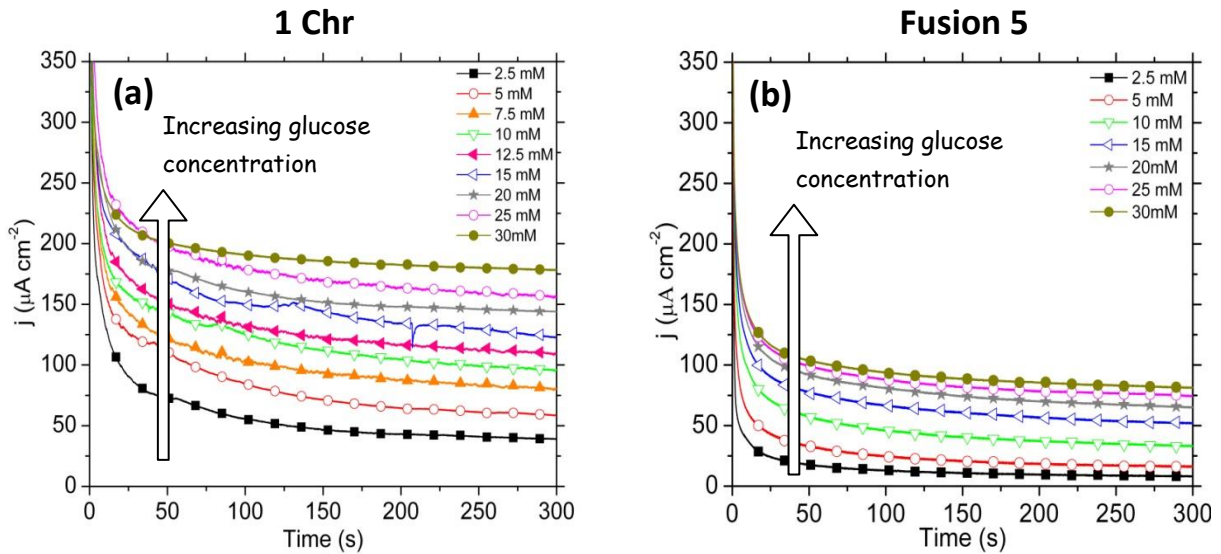 1 Chr
(a)
Increasing glucose
concentration
2.5 mM
5 mM
7.5 mM
10 mM
12.5 mM
15 mM
20 mM
25 mM
30mM
350
300
250
200
150
100
50
0
j (µA cm-2)
0 50 100 150 200 250 300
Time (s)
Fusion 5
(b)
Increasing glucose
concentration
2.5 mM
5 mM
10 mM
15 mM
20mM
25 mM
30mM
350
300
250
200
150
100
50
0
j (µA cm-2)
0 50 100 150 200 250 300
Time (s)